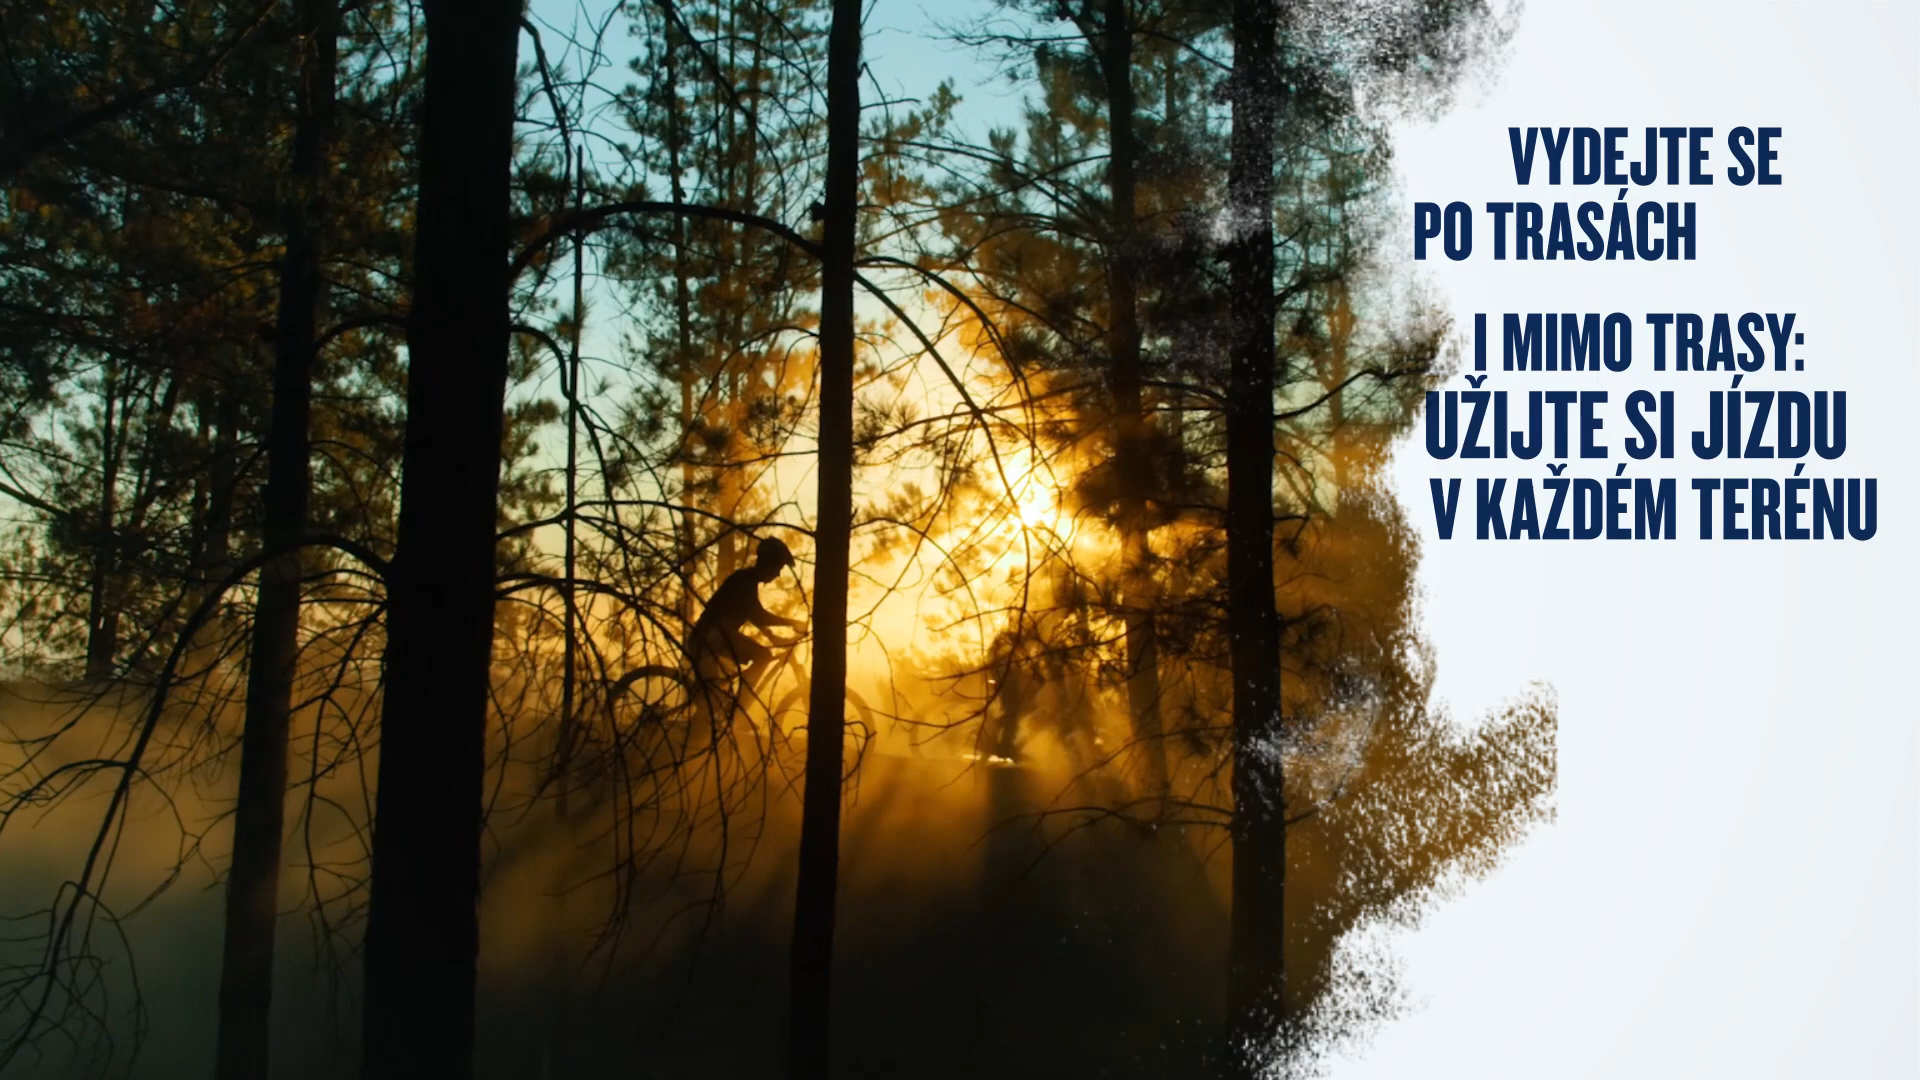 VYDEJTE SE
PO TRASÁCH
I MIMO TRASY:
UŽIJTE SI JÍZDU
V KAŽDÉM TERÉNU